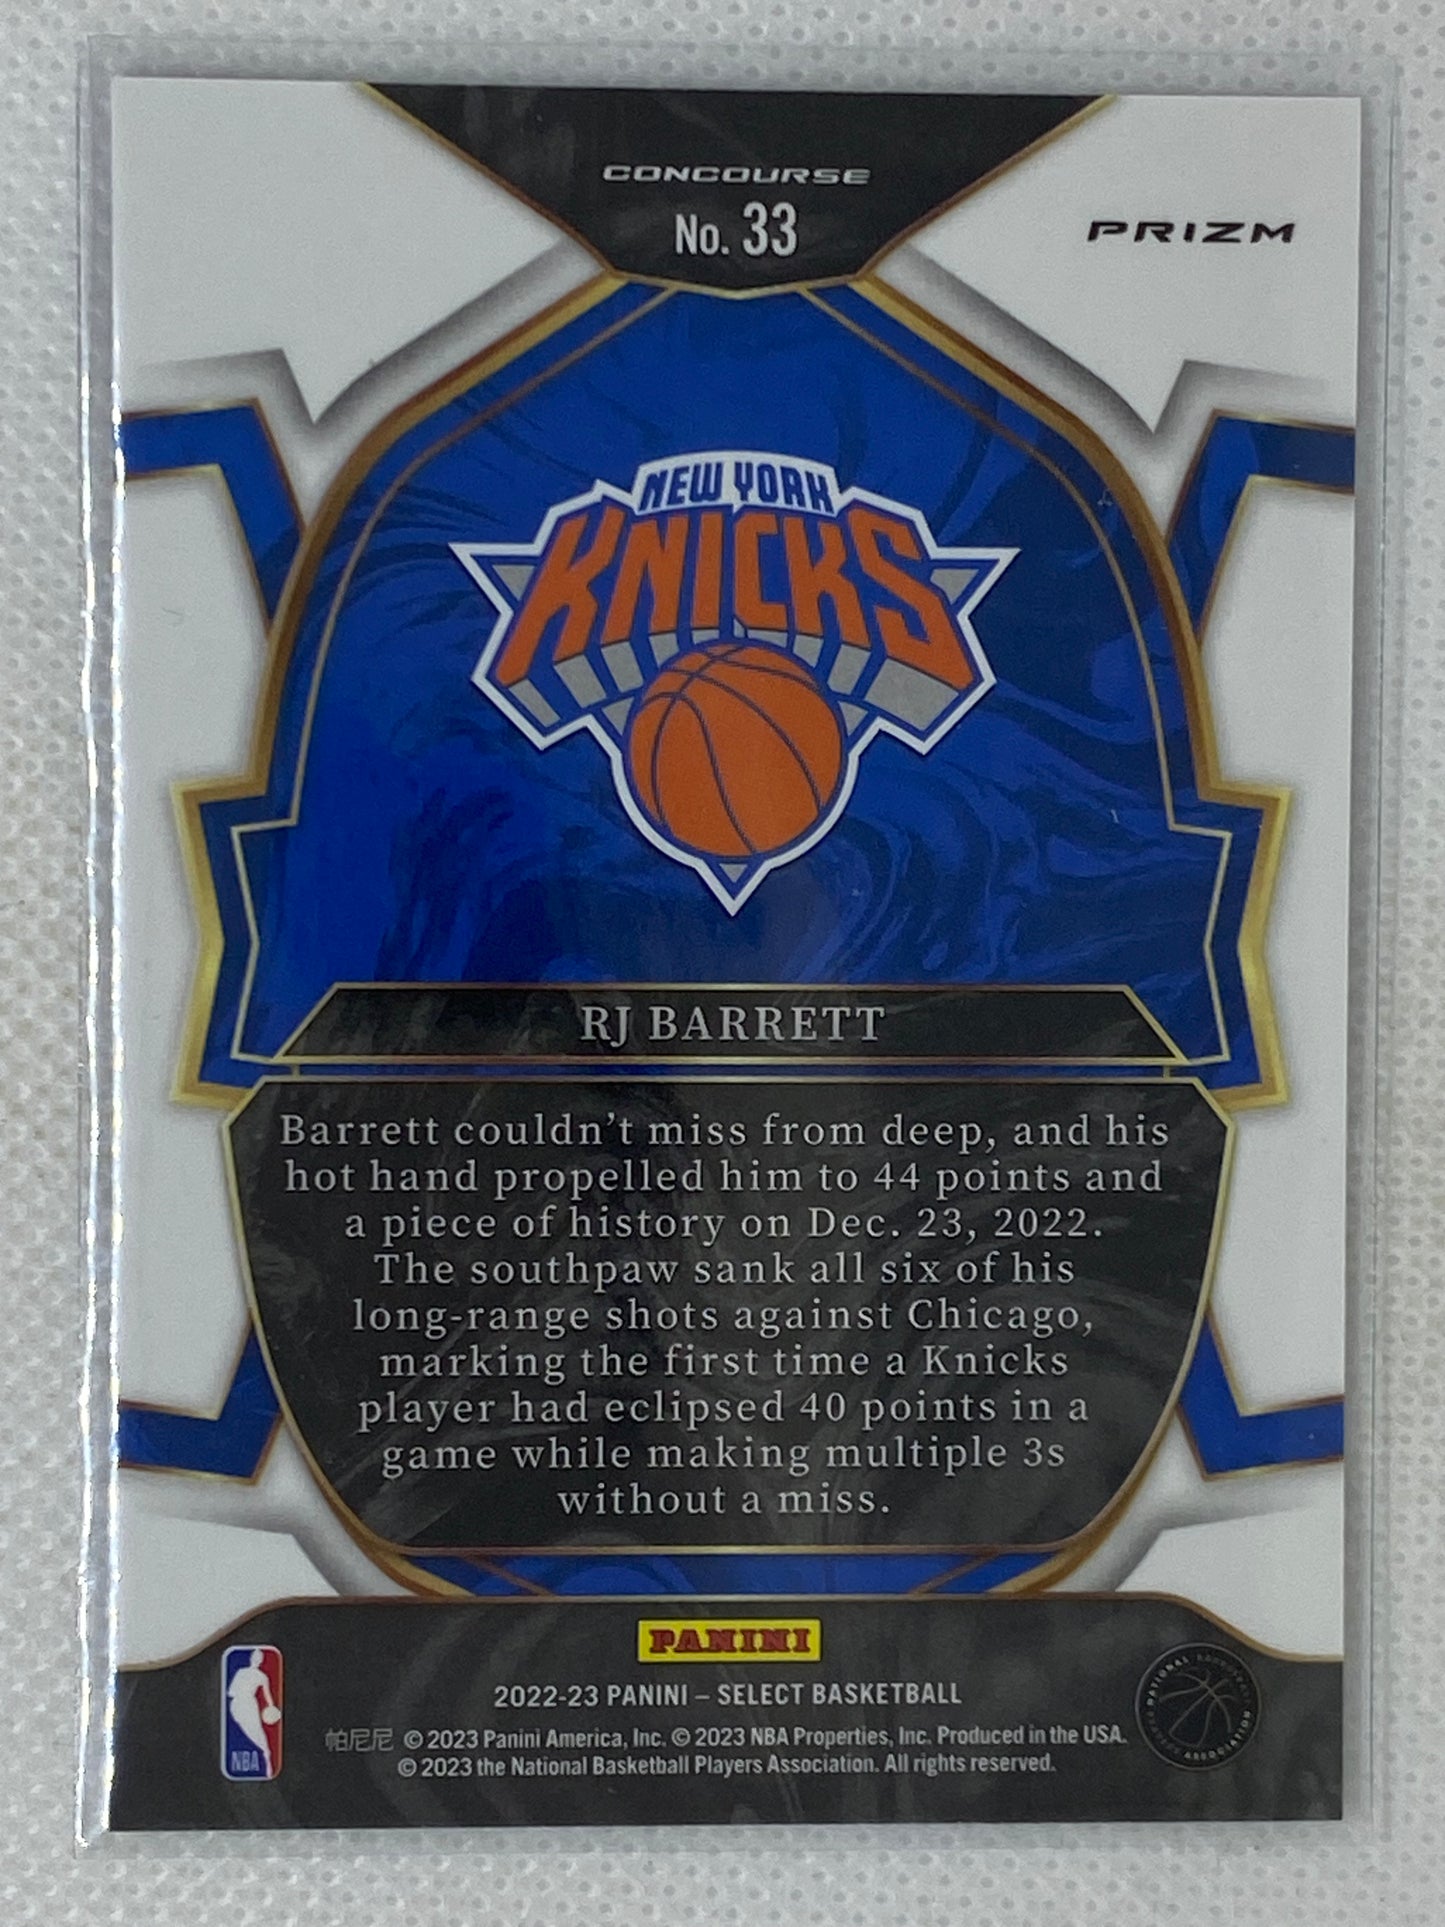 CONCOURSE
No. 33
PRIZM
NEW YORK
KNICKS
RJ BARRETT
Barrett couldn't miss from deep, and his
hot hand propelled him to 44 points and
a piece of history on Dec. 23, 2022.
The southpaw sank all six of his
long-range shots against Chicago,
marking the first time a Knicks
player had eclipsed 40 points in a
game while making multiple 3s
without a miss.
PANINI
2022-23 PANINI – SELECT BASKETBALL
帕尼尼 © 2023 Panini America, Inc. © 2023 NBA Properties, Inc. Produced in the USA.
© 2023 the National Basketball Players Association. All rights reserved.
NBA
NATIONAL BASKETBALL PLAYERS ASSOCIATION